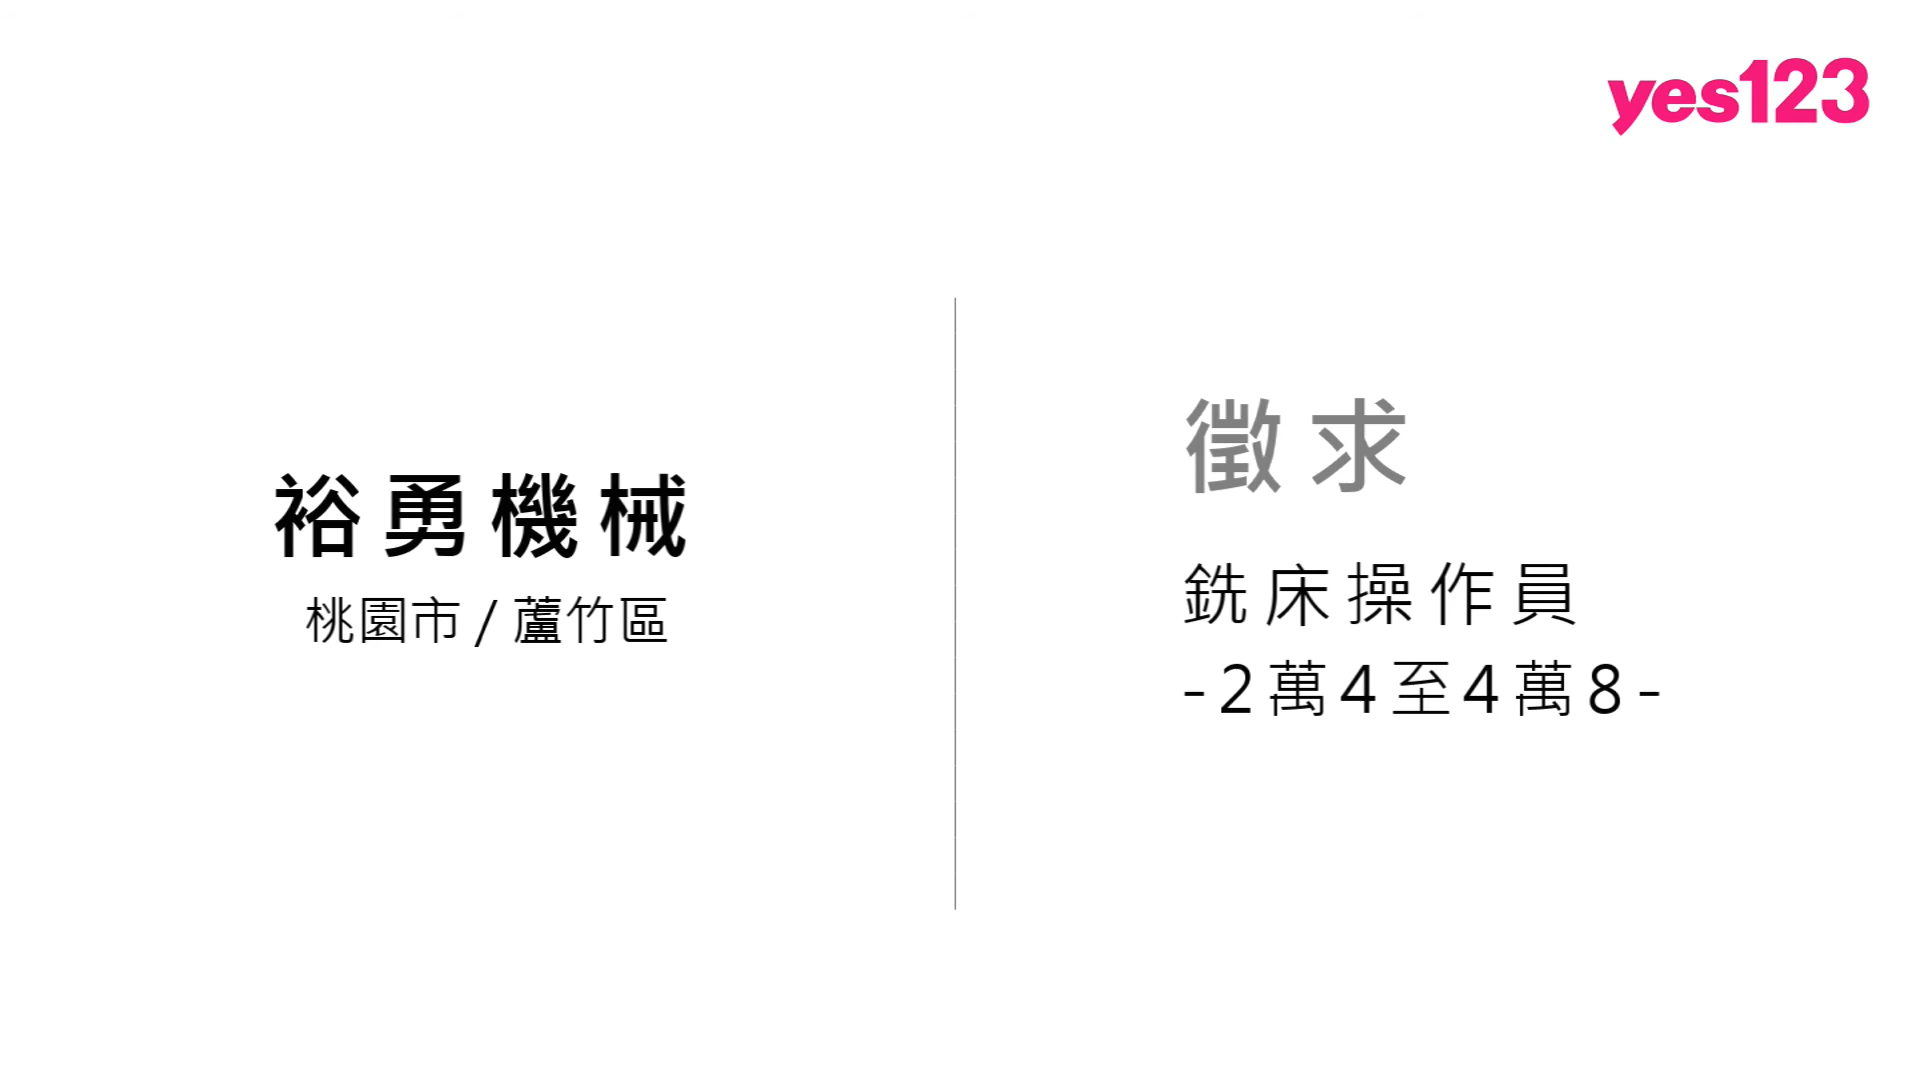 yes123
裕勇機械
桃園市/蘆竹區
徵求
銑床操作員
-2萬4至4萬8-